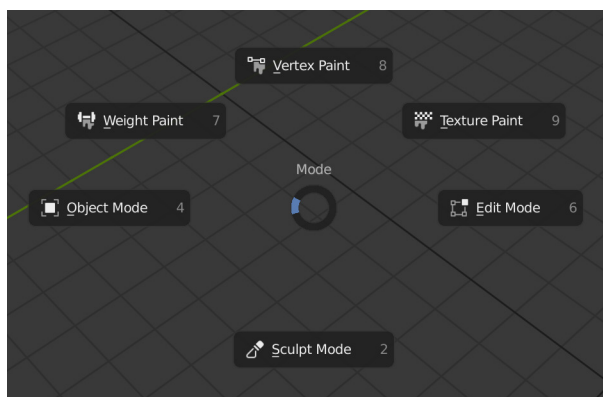 Vertex Paint 8
Weight Paint 7
Texture Paint 9
Mode
Object Mode 4
Edit Mode 6
Sculpt Mode 2